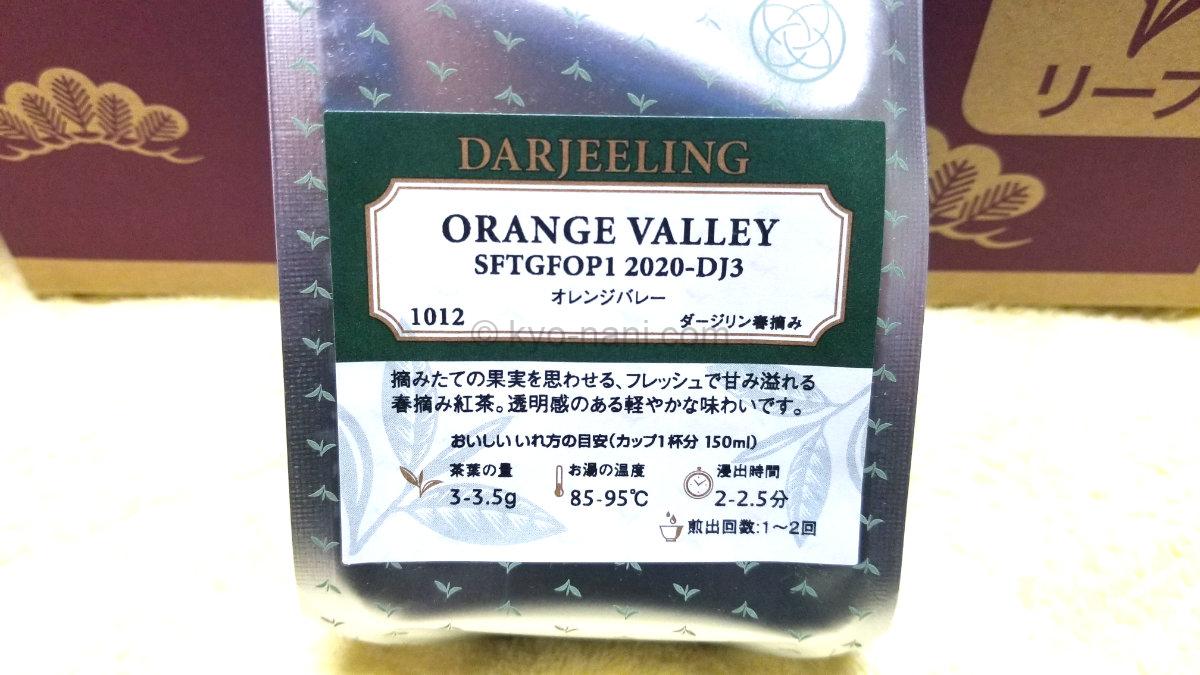 リーフ
DARJEELING
ORANGE VALLEY
SFTGFOP1 2020-DJ3
オレンジバレー
1012
ダージリン春摘み
© kyo-nani.com
摘みたての果実を思わせる、フレッシュで甘み溢れる
春摘み紅茶。透明感のある軽やかな味わいです。
おいしいいれ方の目安(カップ1杯分 150ml)
茶葉の量
3-3.5g
お湯の温度
85-95℃
浸出時間
2-2.5分
煎出回数:1〜2回